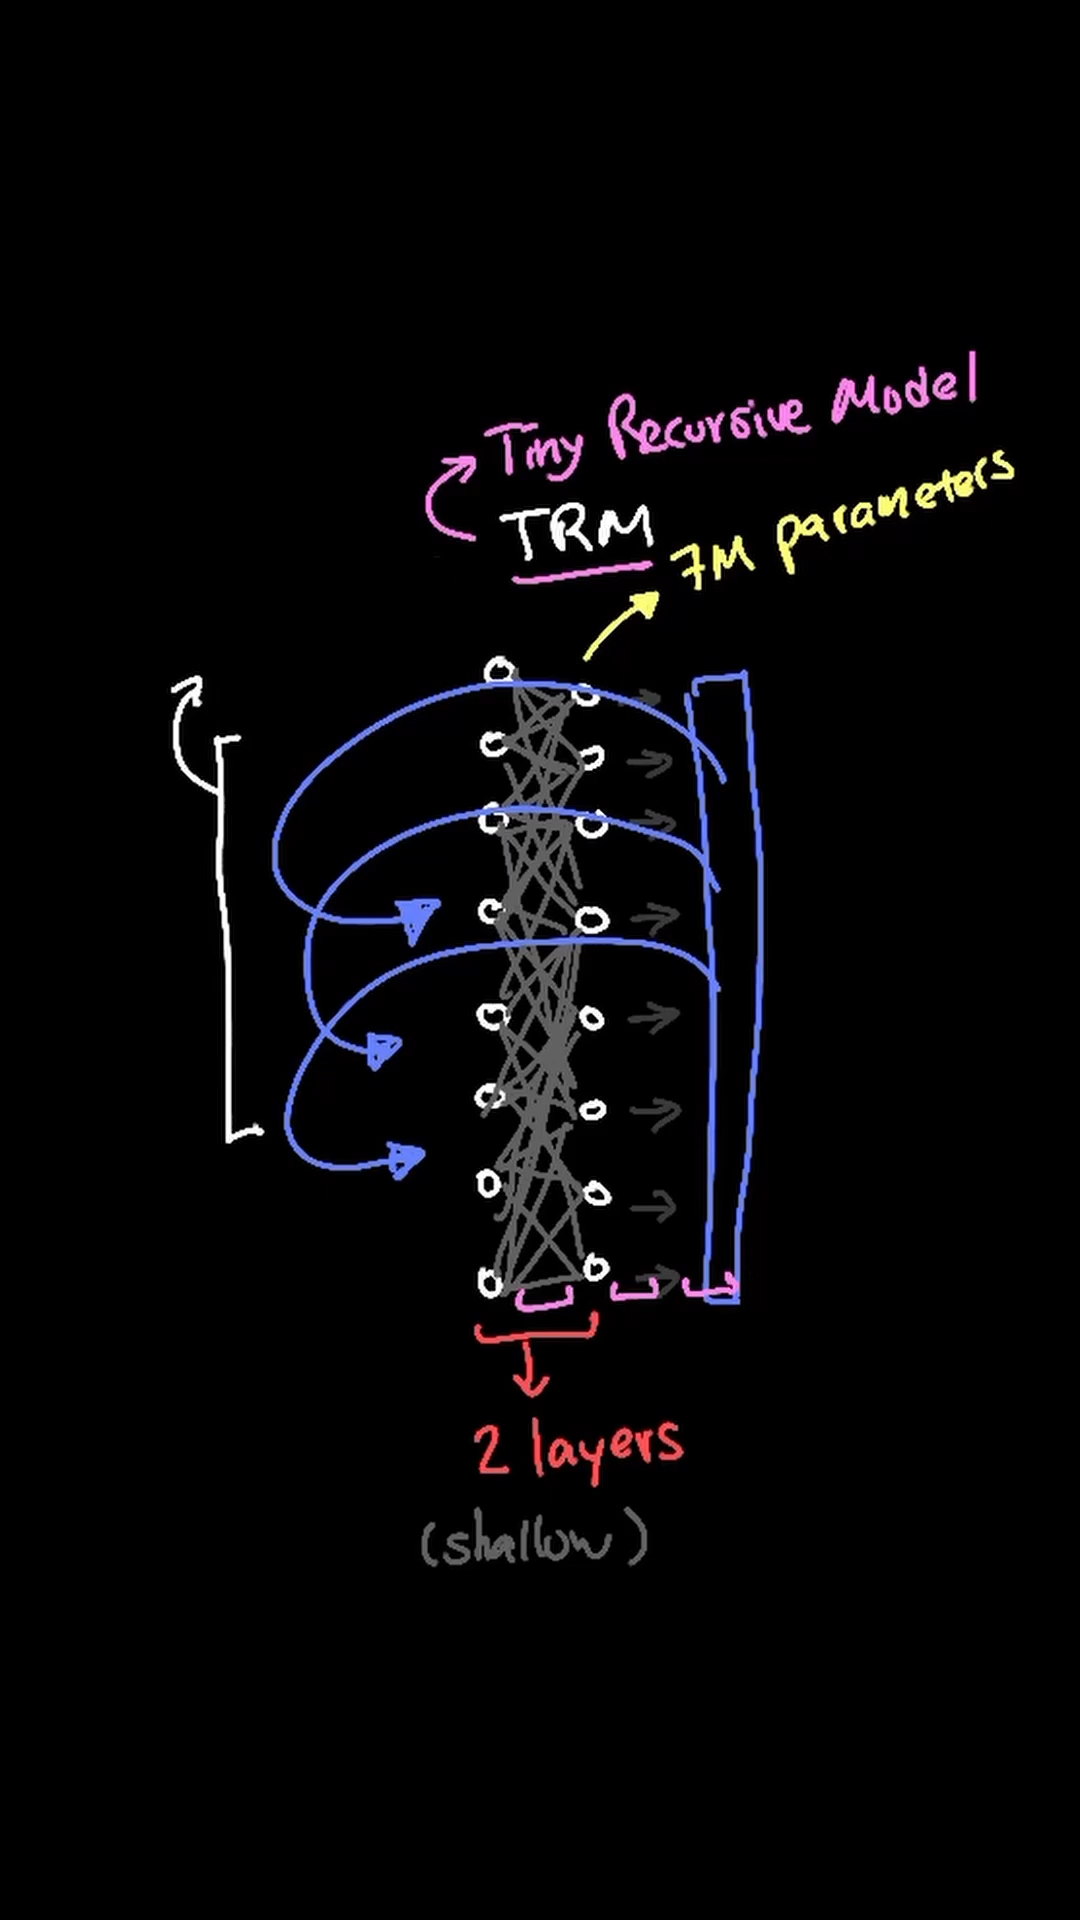 Tiny Recursive Model
TRM
7M parameters
2 layers
(shallow)